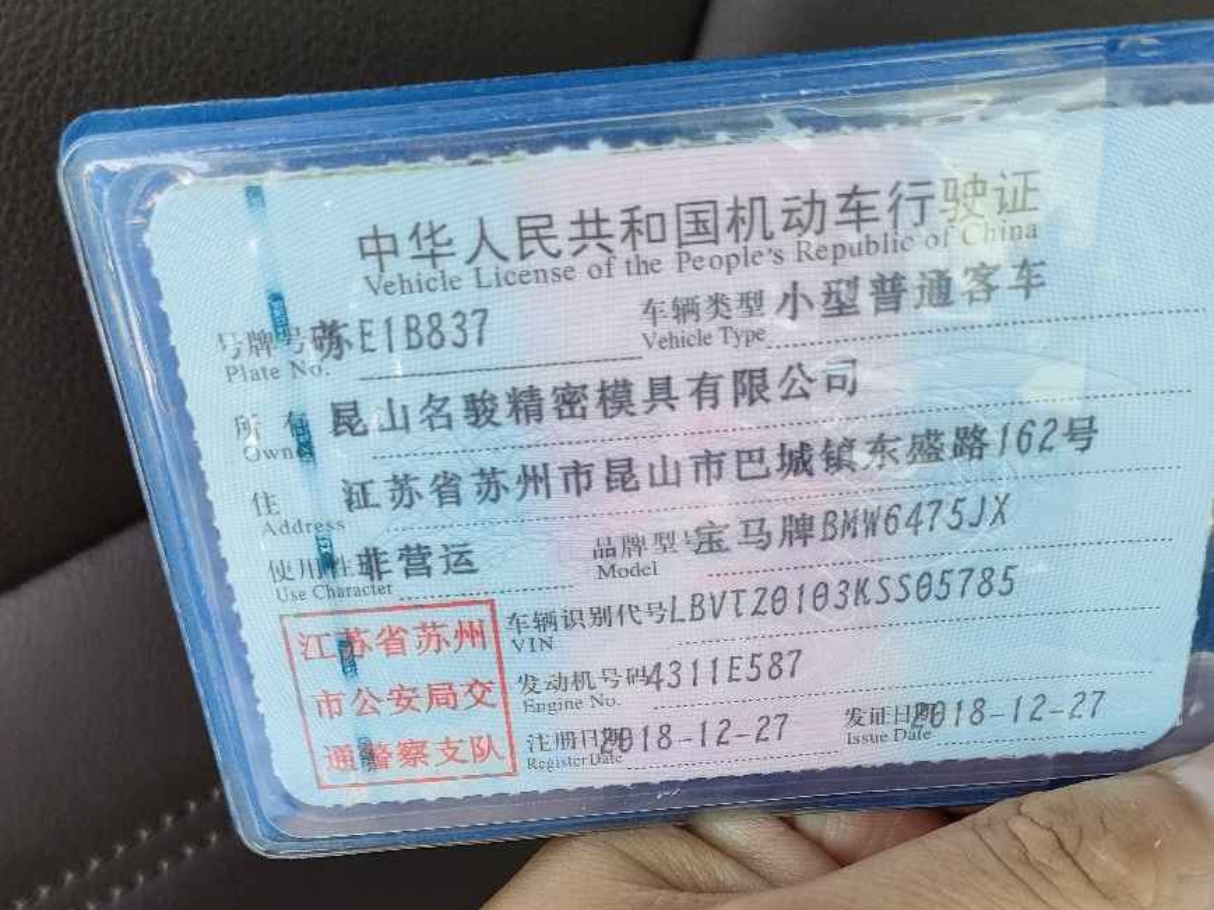 中华人民共和国机动车行驶证
Vehicle License of the People's Republic of China
号牌号码 苏E1B837 车辆类型 小型普通客车
Plate No. Vehicle Type
所有 昆山名骏精密模具有限公司
Owne
住 江苏省苏州市昆山市巴城镇东盛路162号
Address
使用性 非营运 品牌型号 宝马牌BMW6475JX
Use Character Model
江苏省苏州
市公安局交
通警察支队
车辆识别代号 LBVTZ0103KSS05785
VIN
发动机号码 4311E587
Engine No.
注册日期 2018-12-27 发证日期 2018-12-27
Register Date Issue Date